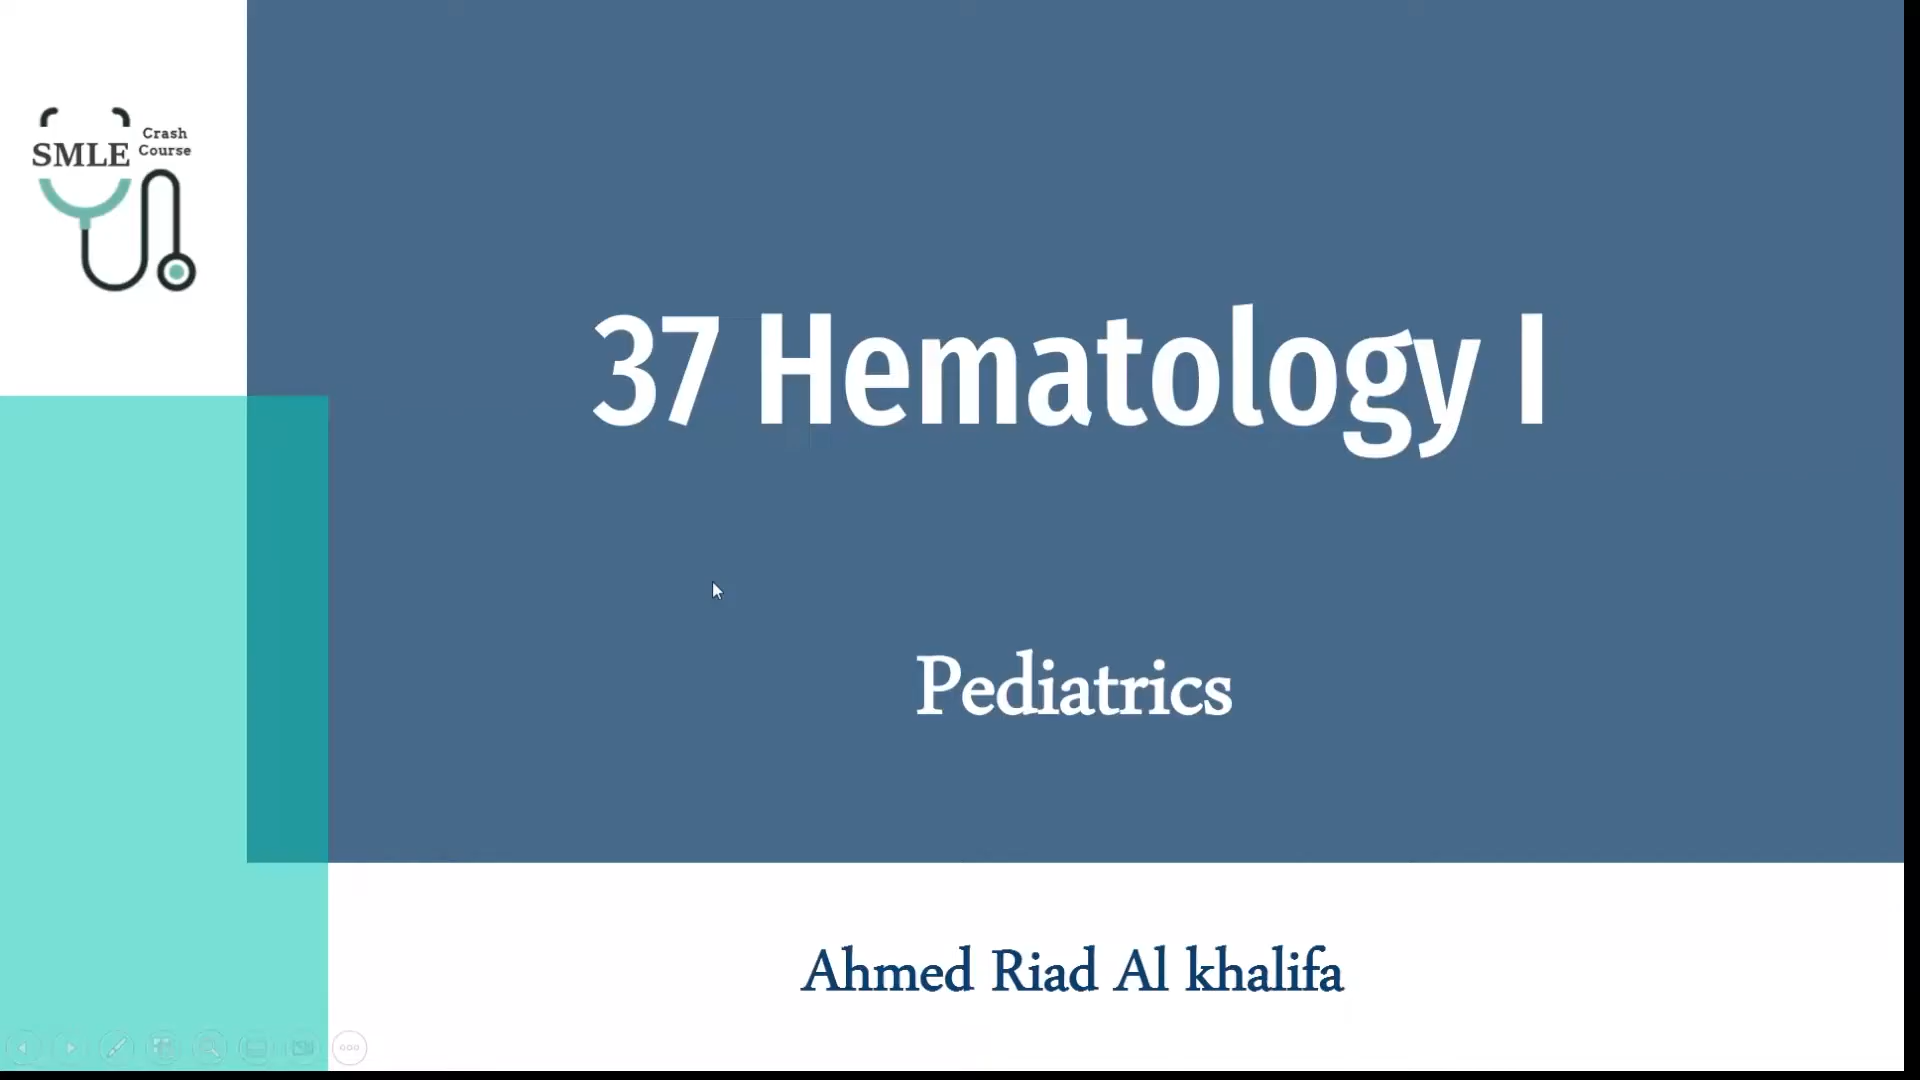 Crash
SMLE Course
37 Hematology I
Pediatrics
Ahmed Riad Al khalifa